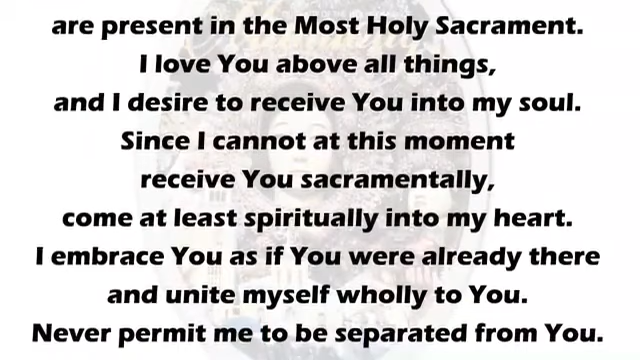 are present in the Most Holy Sacrament.
I love You above all things,
and I desire to receive You into my soul.
Since I cannot at this moment
receive You sacramentally,
come at least spiritually into my heart.
I embrace You as if You were already there
and unite myself wholly to You.
Never permit me to be separated from You.